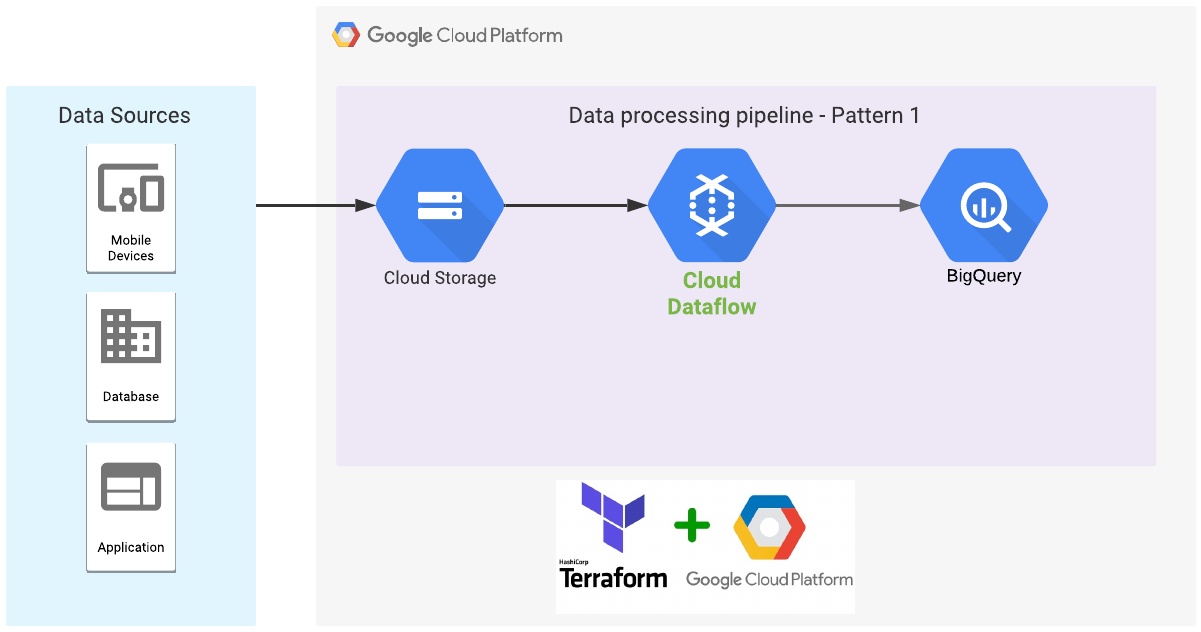 Google Cloud Platform
Data Sources
Data processing pipeline - Pattern 1
Mobile
Devices
Cloud Storage
Cloud
Dataflow
BigQuery
Database
Application
HashiCorp
Terraform
Google Cloud Platform